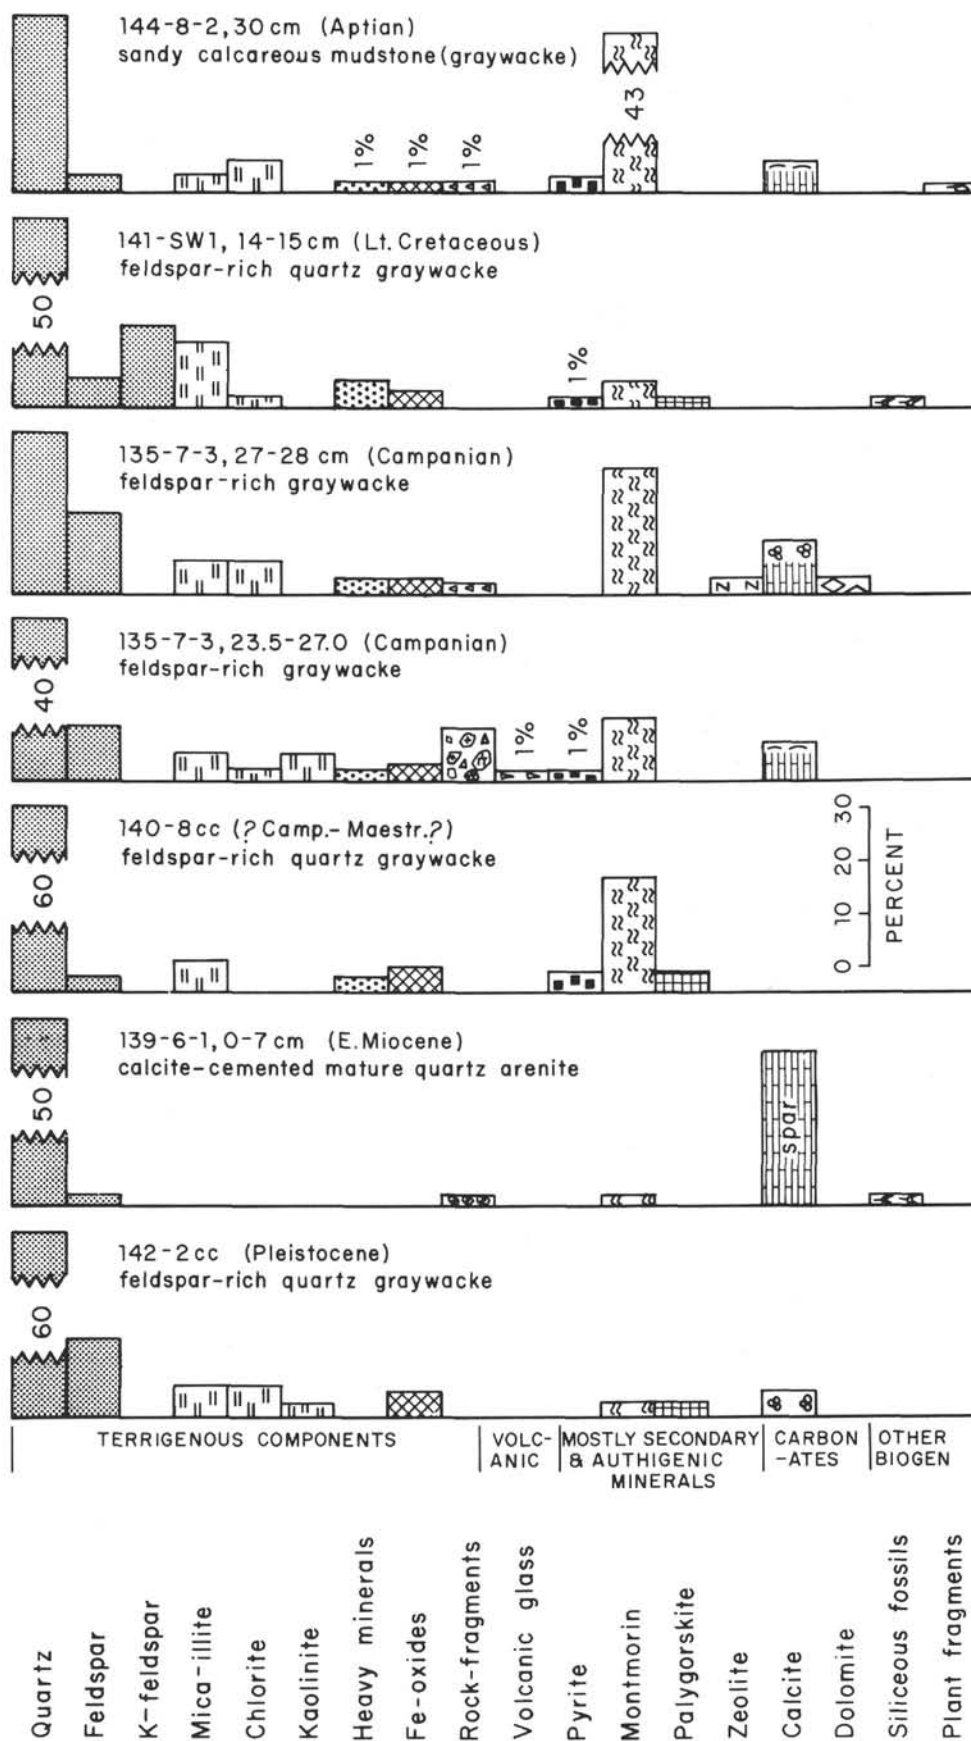 144-8-2, 30 cm (Aptian)
sandy calcareous mudstone (graywacke)
1% 1% 1%
43
141-SW1, 14-15cm (Lt. Cretaceous)
feldspar-rich quartz graywacke
50
1%
135-7-3, 27-28 cm (Campanian)
feldspar-rich graywacke
Z Z
135-7-3, 23.5-27.0 (Campanian)
feldspar-rich graywacke
40
1% 1%
140-8cc (?Camp.-Maestr.?)
feldspar-rich quartz graywacke
60
30
20
10
0
PERCENT
139-6-1, 0-7cm (E. Miocene)
calcite-cemented mature quartz arenite
50
spar
142-2cc (Pleistocene)
feldspar-rich quartz graywacke
60
TERRIGENOUS COMPONENTS
VOLC-
ANIC
MOSTLY SECONDARY
& AUTHIGENIC
MINERALS
CARBON
-ATES
OTHER
BIOGEN
Quartz
Feldspar
K-feldspar
Mica-illite
Chlorite
Kaolinite
Heavy minerals
Fe-oxides
Rock-fragments
Volcanic glass
Pyrite
Montmorin
Palygorskite
Zeolite
Calcite
Dolomite
Siliceous fossils
Plant fragments